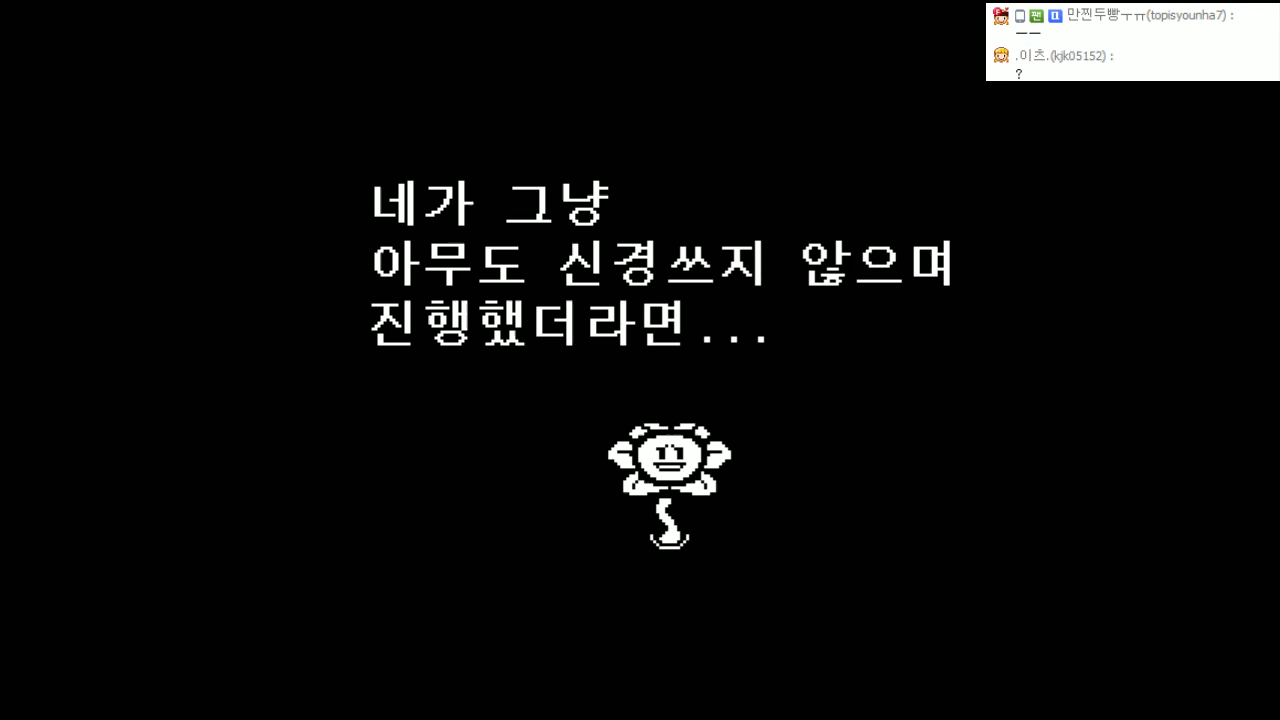 팬 만찐두빵ㅜㅠ(topisyounha7) :
ㅡㅡ
.이츠.(kjk05152) :
?
네가 그냥
아무도 신경쓰지 않으며
진행했더라면...